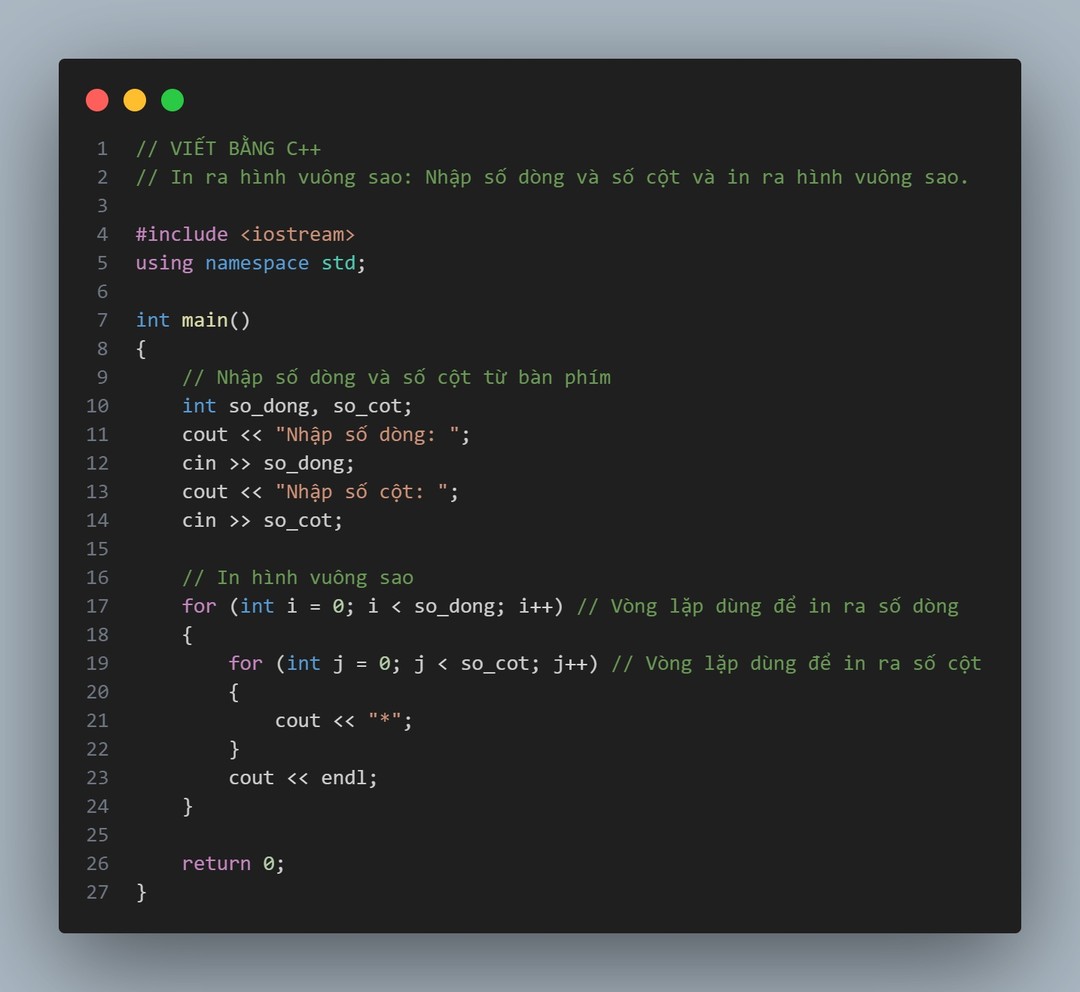 1 // VIẾT BẰNG C++
2 // In ra hình vuông sao: Nhập số dòng và số cột và in ra hình vuông sao.
3
4 #include <iostream>
5 using namespace std;
6
7 int main()
8 {
9     // Nhập số dòng và số cột từ bàn phím
10     int so_dong, so_cot;
11     cout << "Nhập số dòng: ";
12     cin >> so_dong;
13     cout << "Nhập số cột: ";
14     cin >> so_cot;
15
16     // In hình vuông sao
17     for (int i = 0; i < so_dong; i++) // Vòng lặp dùng để in ra số dòng
18     {
19         for (int j = 0; j < so_cot; j++) // Vòng lặp dùng để in ra số cột
20         {
21             cout << "*";
22         }
23         cout << endl;
24     }
25
26     return 0;
27 }